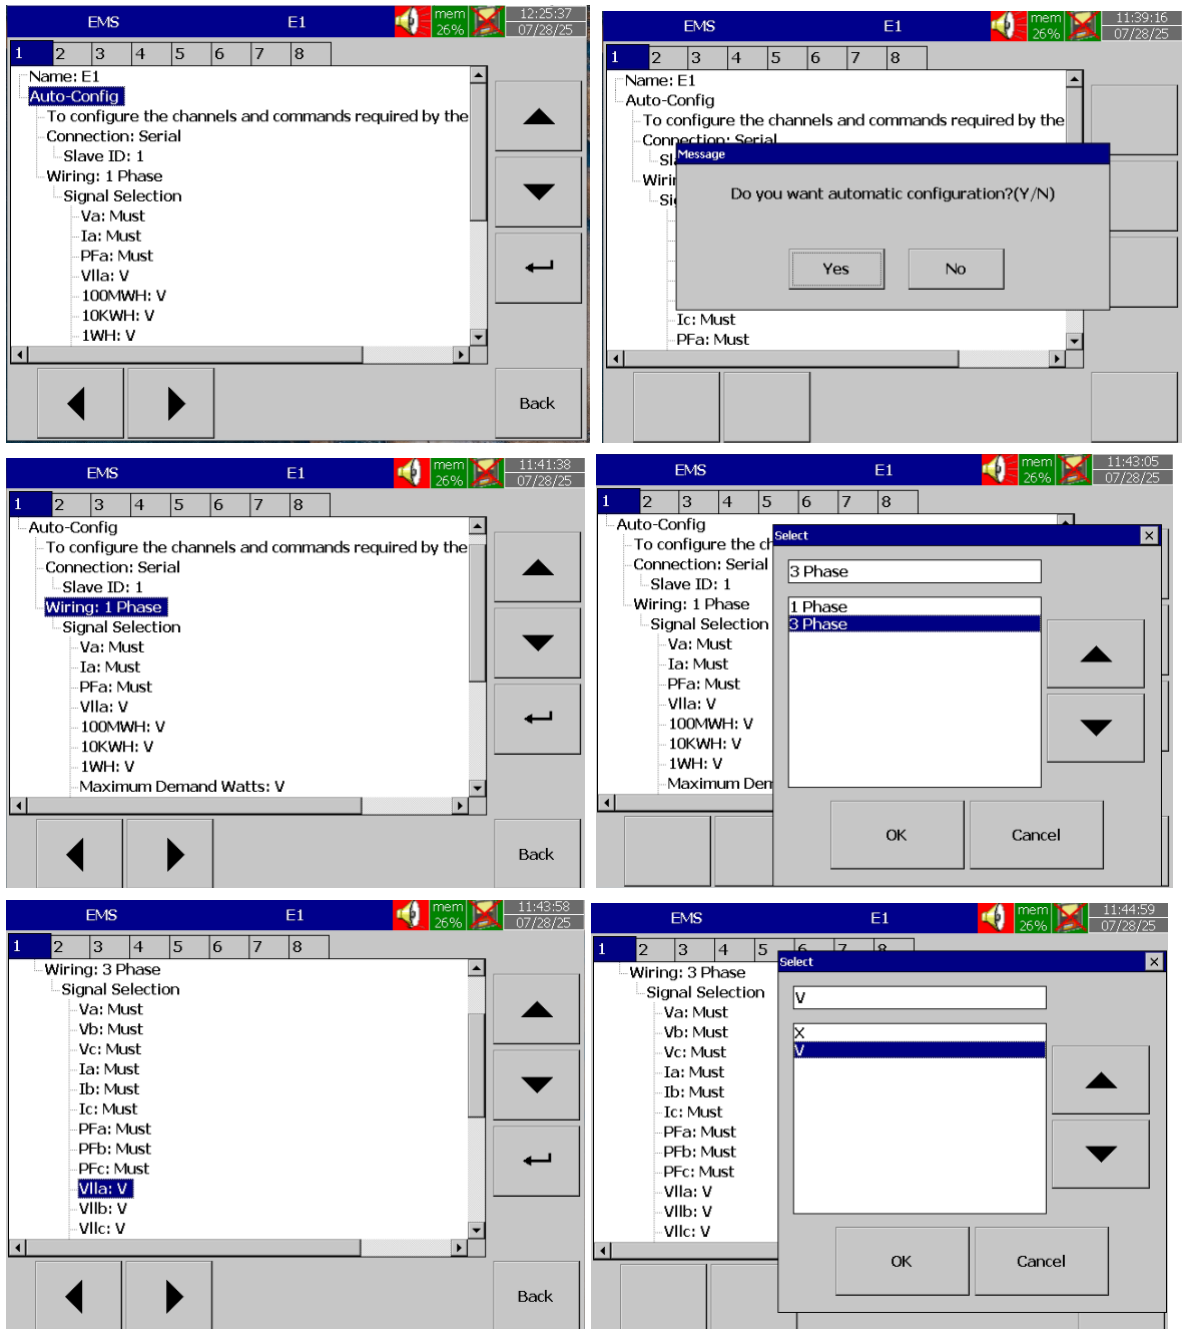 EMS E1 mem 26% 12:25:37 07/28/25
1 2 3 4 5 6 7 8
Name: E1
Auto-Config
To configure the channels and commands required by the
Connection: Serial
Slave ID: 1
Wiring: 1 Phase
Signal Selection
Va: Must
Ia: Must
PFa: Must
Vlla: V
100MWH: V
10KWH: V
1WH: V
Back
EMS E1 mem 26% 11:39:16 07/28/25
1 2 3 4 5 6 7 8
Name: E1
Auto-Config
To configure the channels and commands required by the
Connection: Serial
Message
Do you want automatic configuration?(Y/N)
Yes No
Ic: Must
PFa: Must
EMS E1 mem 26% 11:41:38 07/28/25
1 2 3 4 5 6 7 8
Auto-Config
To configure the channels and commands required by the
Connection: Serial
Slave ID: 1
Wiring: 1 Phase
Signal Selection
Va: Must
Ia: Must
PFa: Must
Vlla: V
100MWH: V
10KWH: V
1WH: V
Maximum Demand Watts: V
Back
EMS E1 mem 26% 11:43:05 07/28/25
1 2 3 4 5 6 7 8
Auto-Config
To configure the ch
Connection: Serial
Slave ID: 1
Wiring: 1 Phase
Signal Selection
Va: Must
Ia: Must
PFa: Must
Vlla: V
100MWH: V
10KWH: V
1WH: V
Maximum Den
Select
3 Phase
1 Phase
3 Phase
OK Cancel
EMS E1 mem 26% 11:43:58 07/28/25
1 2 3 4 5 6 7 8
Wiring: 3 Phase
Signal Selection
Va: Must
Vb: Must
Vc: Must
Ia: Must
Ib: Must
Ic: Must
PFa: Must
PFb: Must
PFc: Must
Vlla: V
Vllb: V
Vllc: V
Back
EMS E1 mem 26% 11:44:59 07/28/25
1 2 3 4 5 6 7 8
Wiring: 3 Phase
Signal Selection
Va: Must
Vb: Must
Vc: Must
Ia: Must
Ib: Must
Ic: Must
PFa: Must
PFb: Must
PFc: Must
Vlla: V
Vllb: V
Vllc: V
Select
V
X
V
OK Cancel